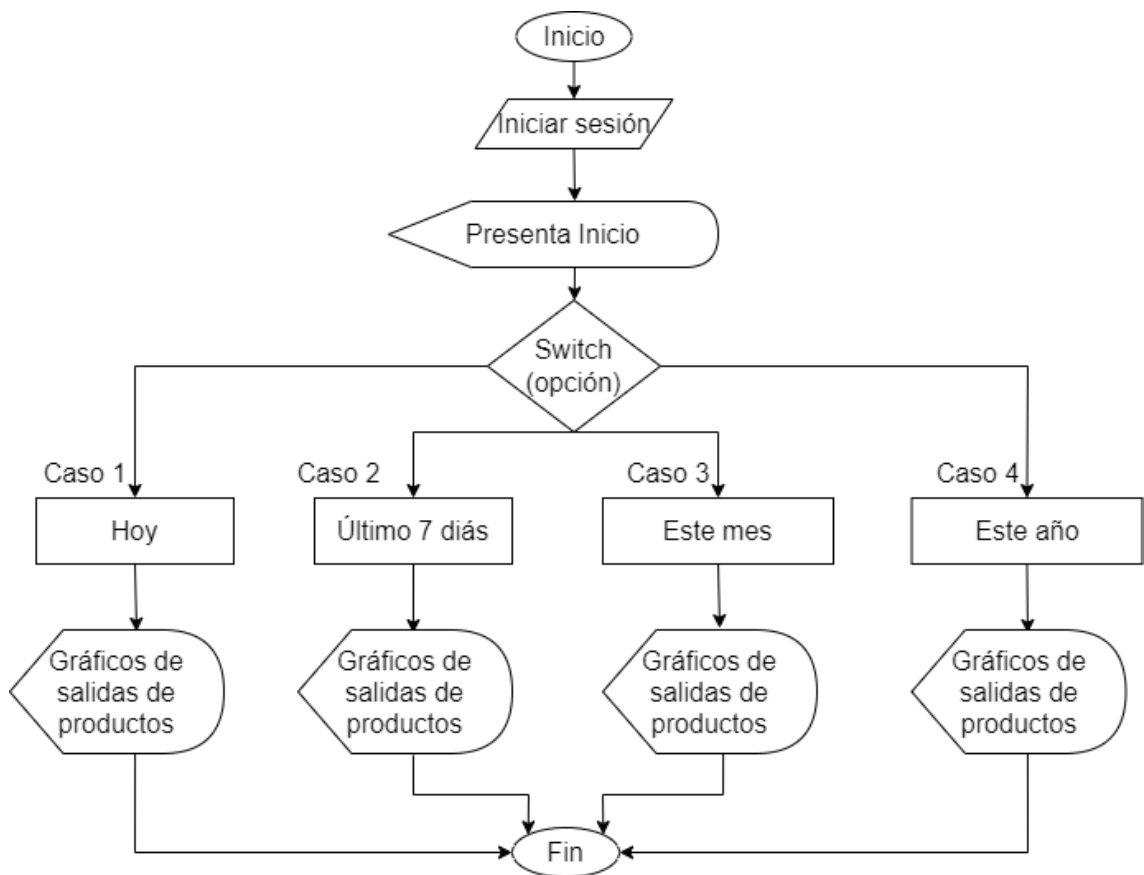 Inicio
Iniciar sesión
Presenta Inicio
Switch
(opción)
Caso 1
Caso 2
Caso 3
Caso 4
Hoy
Último 7 diás
Este mes
Este año
Gráficos de
salidas de
productos
Gráficos de
salidas de
productos
Gráficos de
salidas de
productos
Gráficos de
salidas de
productos
Fin